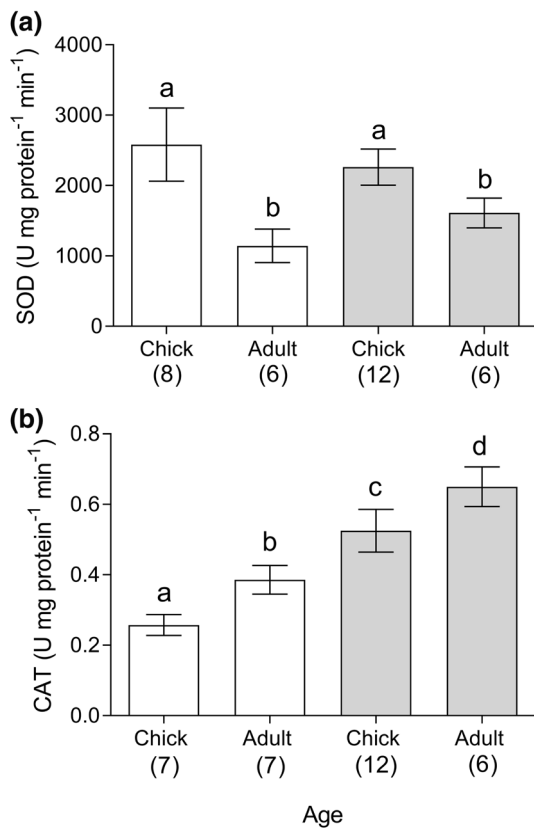 (a)
SOD (U mg protein⁻¹ min⁻¹)
4000
3000
2000
1000
0
a
b
a
b
Chick Adult Chick Adult
(8) (6) (12) (6)
(b)
CAT (U mg protein⁻¹ min⁻¹)
0.8
0.6
0.4
0.2
0.0
a
b
c
d
Chick Adult Chick Adult
(7) (7) (12) (6)
Age